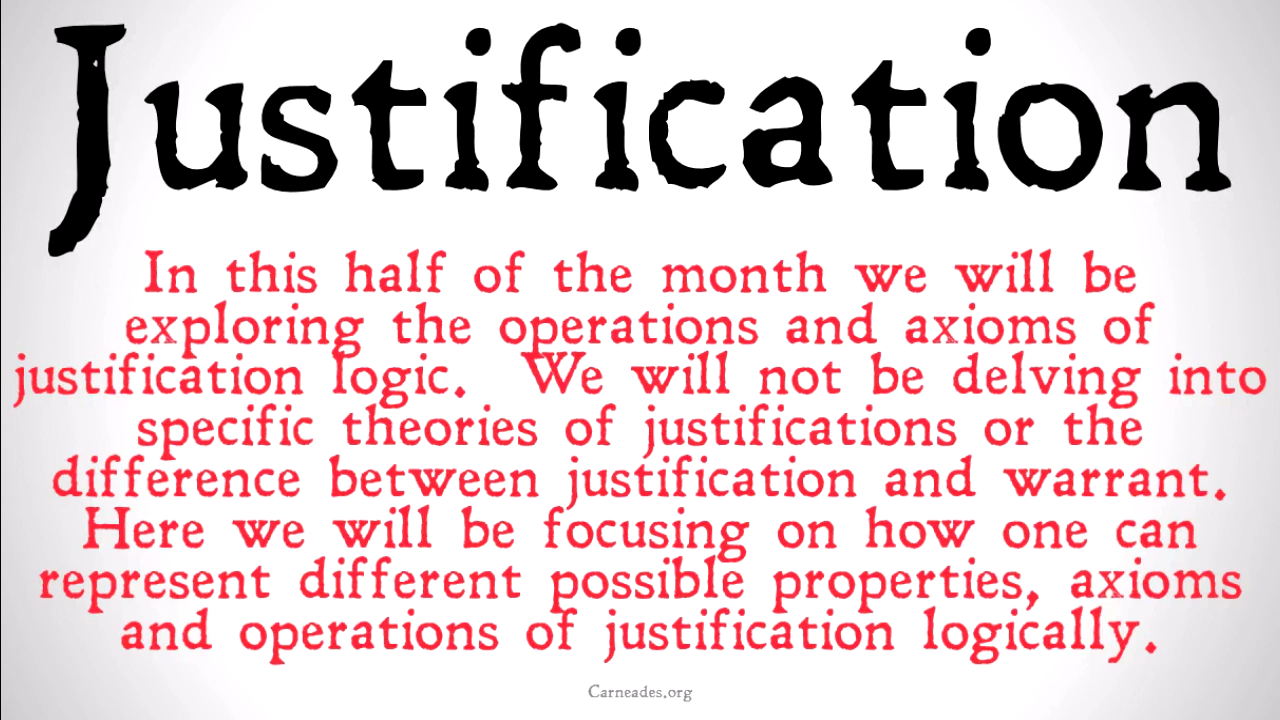 Justification
In this half of the month we will be
exploring the operations and axioms of
justification logic. We will not be delving into
specific theories of justifications or the
difference between justification and warrant.
Here we will be focusing on how one can
represent different possible properties, axioms
and operations of justification logically.
Carneades.org